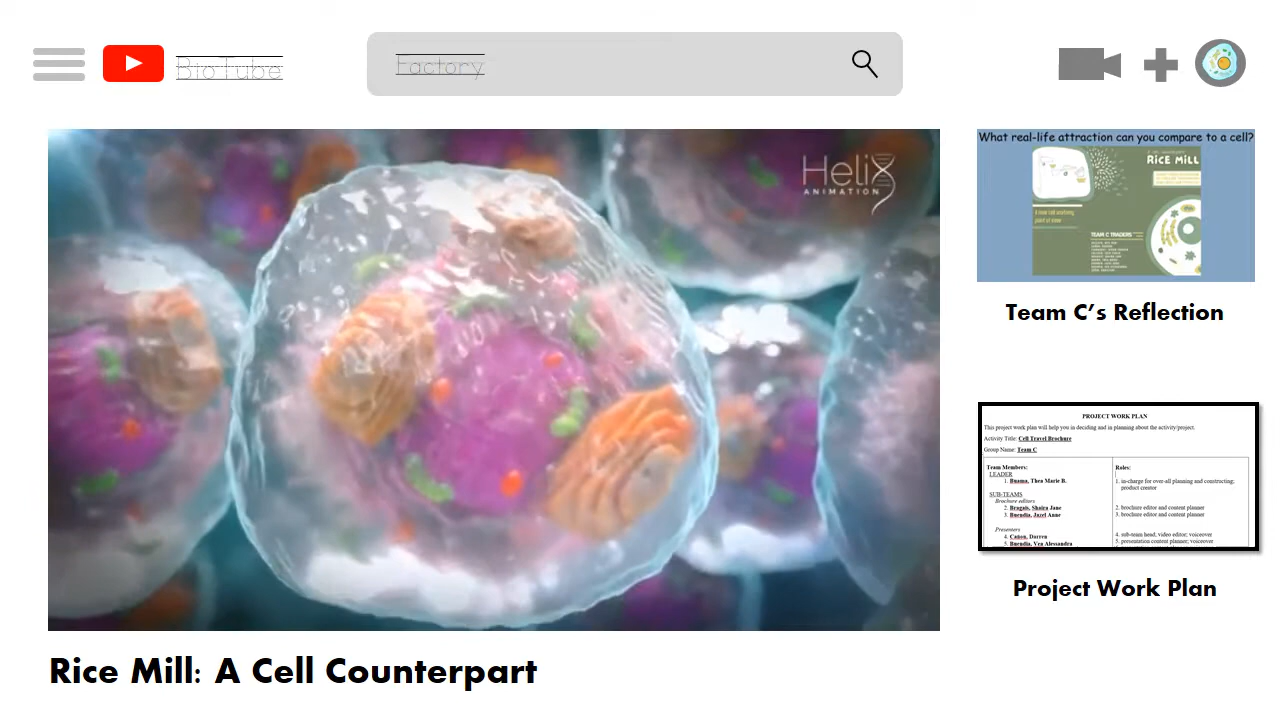 BioTube
Factory
Helix
ANIMATION
What real-life attraction can you compare to a cell?
RICE MILL
TEAM C TRADERS
Team C's Reflection
PROJECT WORK PLAN
This project work plan will help you in deciding and in planning about the activity/project.
Activity Title: Cell Travel Brochure
Group Name: Team C
Team Members:
LEADER
1. Buama, Thea Marie B.
SUB-TEAMS
Brochure editors
2. Bragais, Shaira Jane
3. Buendia, Jazel Anne
Presenters
4. Cañon, Darren
5. Buendia, Vea Alessandra
Roles:
1. in-charge for over-all planning and constructing;
product creator
2. brochure editor and content planner
3. brochure editor and content planner
4. sub-team head; video editor; voiceover
5. presentation content planner; voiceover
Project Work Plan
Rice Mill: A Cell Counterpart